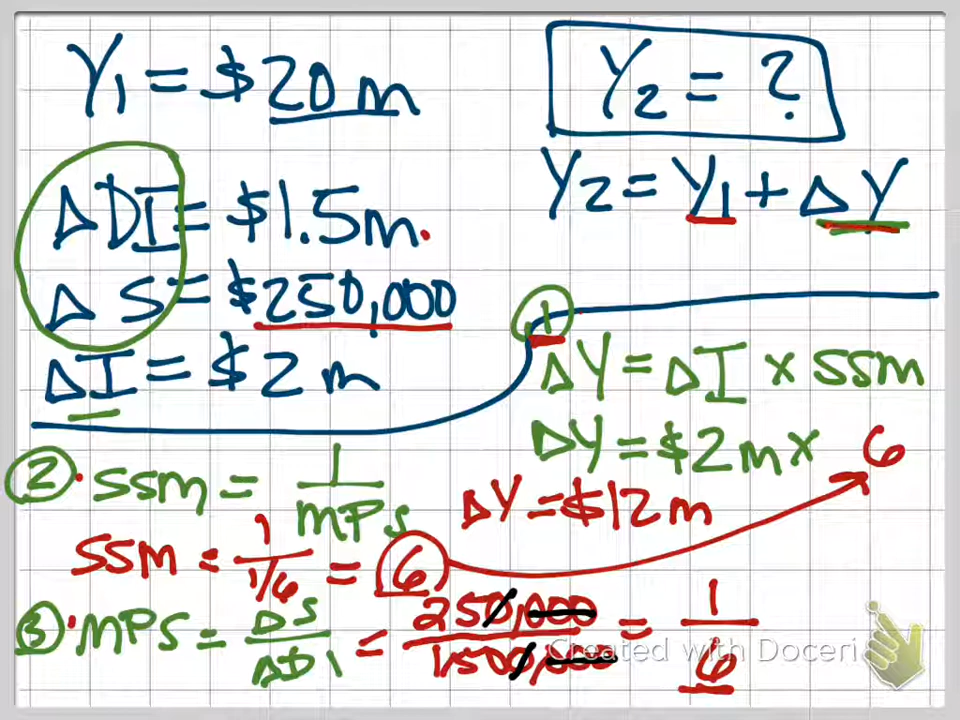 Y1 = $20 m
Y2 = ?
Y2 = Y1 + ΔY
ΔDI = $1.5m
ΔS = $250,000
ΔI = $2 m
1
ΔY = ΔI x SSM
ΔY = $2m x 6
ΔY = $12 m
2 SSM = 1/MPS
SSM = 1/1/6 = 6
3 MPS = ΔS/ΔDI = 250,000/1,500,000 = 1/6
Created with Doceri